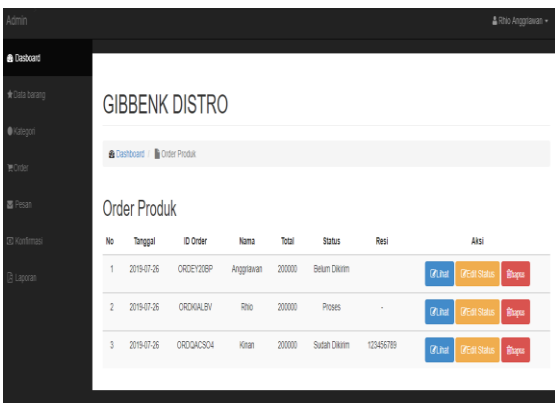 Admin
Rhio Anggriawan
Dasboard
Data barang
Kategori
Order
Pesan
Konfirmasi
Laporan
GIBBENK DISTRO
Dashboard / Order Produk
Order Produk
No Tanggal ID Order Nama Total Status Resi Aksi
1 2019-07-26 ORDEY20BP Anggriawan 200000 Belum Dikirim Lihat Edit Status Hapus
2 2019-07-26 ORDKIALBV Rhio 200000 Proses - Lihat Edit Status Hapus
3 2019-07-26 ORDQACSO4 Kinan 200000 Sudah Dikirim 123456789 Lihat Edit Status Hapus